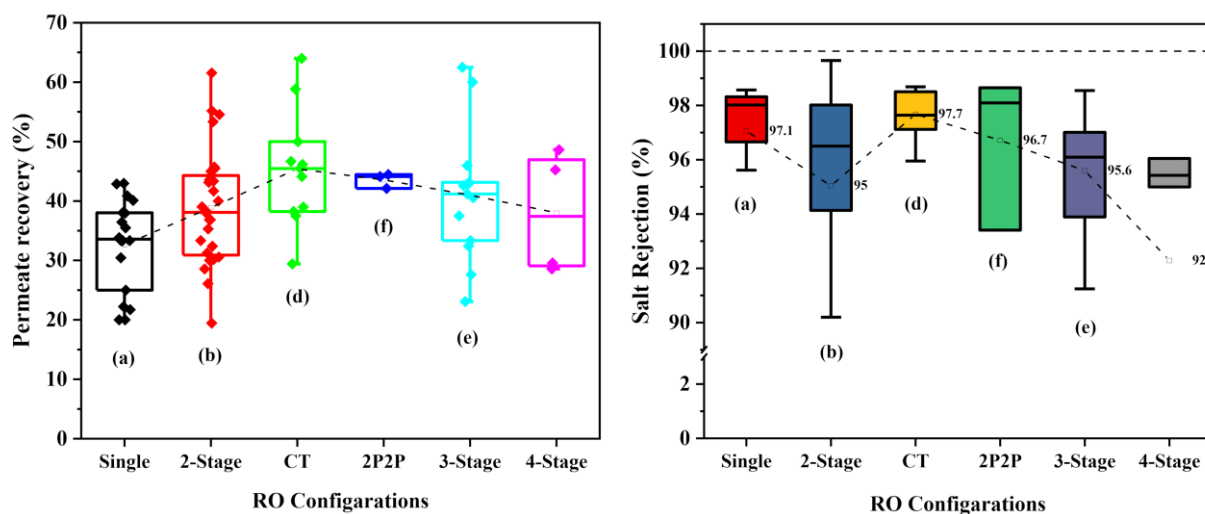 70
60
50
40
30
20
10
0
Permeate recovery (%)
(a)
(b)
(d)
(f)
(e)
Single
2-Stage
CT
2P2P
3-Stage
4-Stage
RO Configarations
100
98
96
94
92
90
2
0
Salt Rejection (%)
97.1
95
97.7
96.7
95.6
92
(a)
(b)
(d)
(f)
(e)
Single
2-Stage
CT
2P2P
3-Stage
4-Stage
RO Configarations